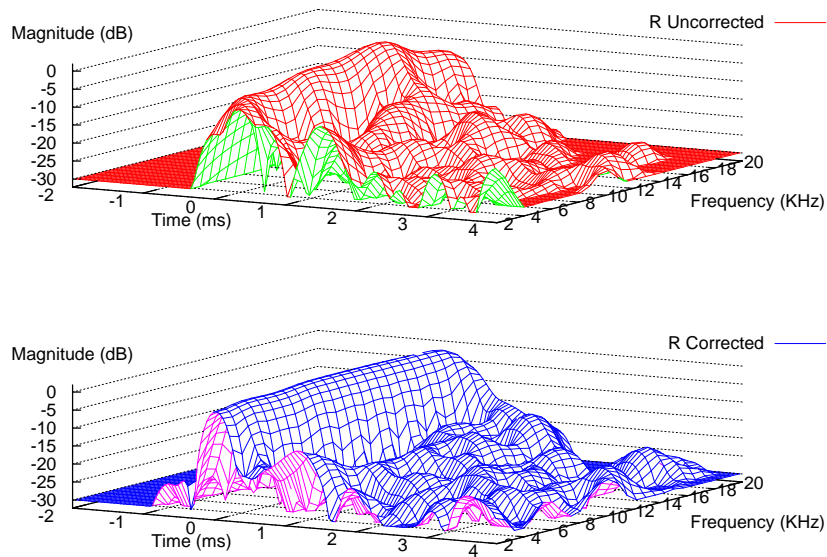 R Uncorrected
Magnitude (dB)
0
-5
-10
-15
-20
-25
-30
-2 -1 0 1 2 3 4
Time (ms)
2 4 6 8 10 12 14 16 18 20
Frequency (KHz)
R Corrected
Magnitude (dB)
0
-5
-10
-15
-20
-25
-30
-2 -1 0 1 2 3 4
Time (ms)
2 4 6 8 10 12 14 16 18 20
Frequency (KHz)